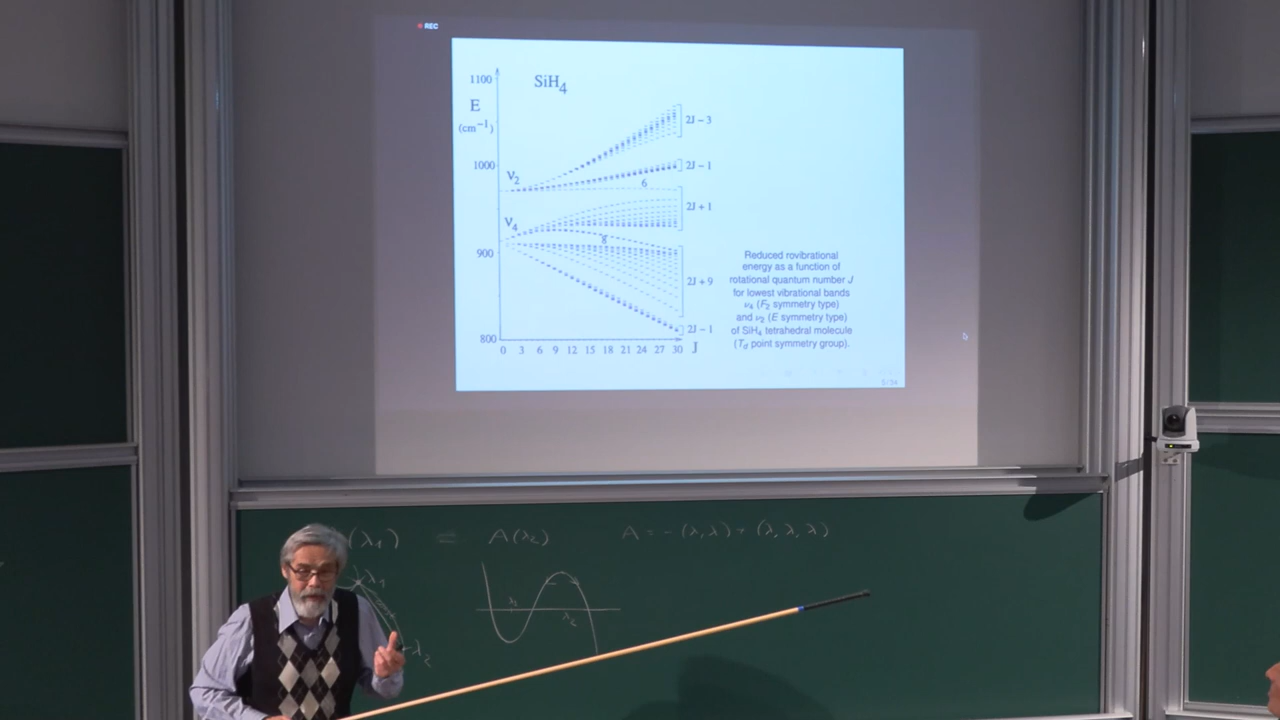 REC
1100
SiH4
E
(cm⁻¹)
2J − 3
1000
2J − 1
ν2
6
2J + 1
ν4
8
900
2J + 9
2J − 1
800
0 3 6 9 12 15 18 21 24 27 30 J
Reduced rovibrational
energy as a function of
rotational quantum number J
for lowest vibrational bands
ν4 (F2 symmetry type)
and ν2 (E symmetry type)
of SiH4 tetrahedral molecule
(Td point symmetry group).
5/34
(λ1) = A(λ2) A = −(λ,λ) + (λ,λ,λ)
λ1
λ1
λ2
λ2